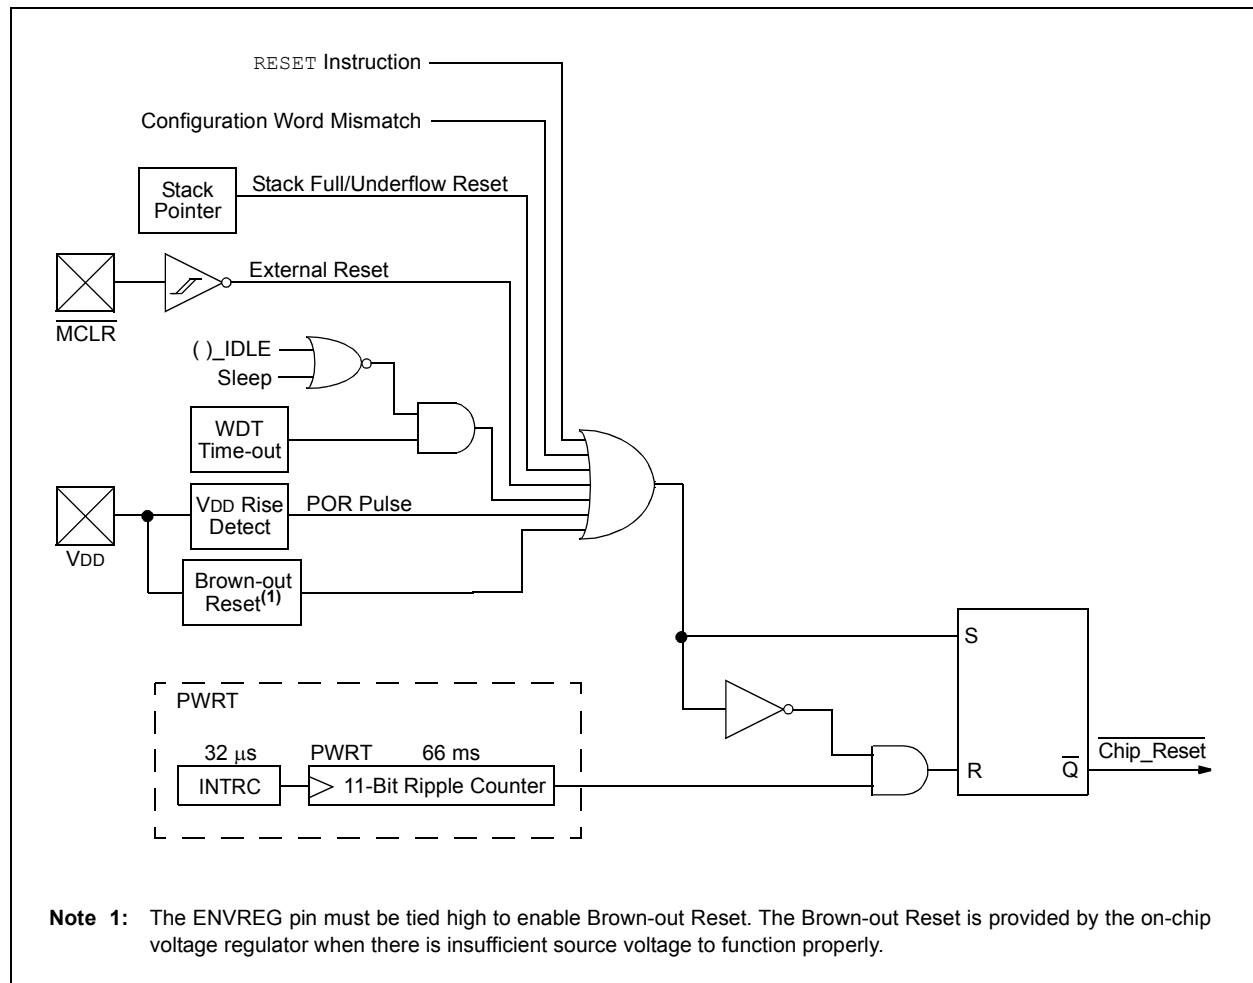 RESET Instruction
Configuration Word Mismatch
Stack
Pointer
Stack Full/Underflow Reset
External Reset
MCLR
( )_IDLE
Sleep
WDT
Time-out
VDD Rise
Detect
POR Pulse
VDD
Brown-out
Reset(1)
S
PWRT
32 μs
PWRT
66 ms
INTRC
11-Bit Ripple Counter
R
Q
Chip_Reset
Note 1: The ENVREG pin must be tied high to enable Brown-out Reset. The Brown-out Reset is provided by the on-chip
voltage regulator when there is insufficient source voltage to function properly.